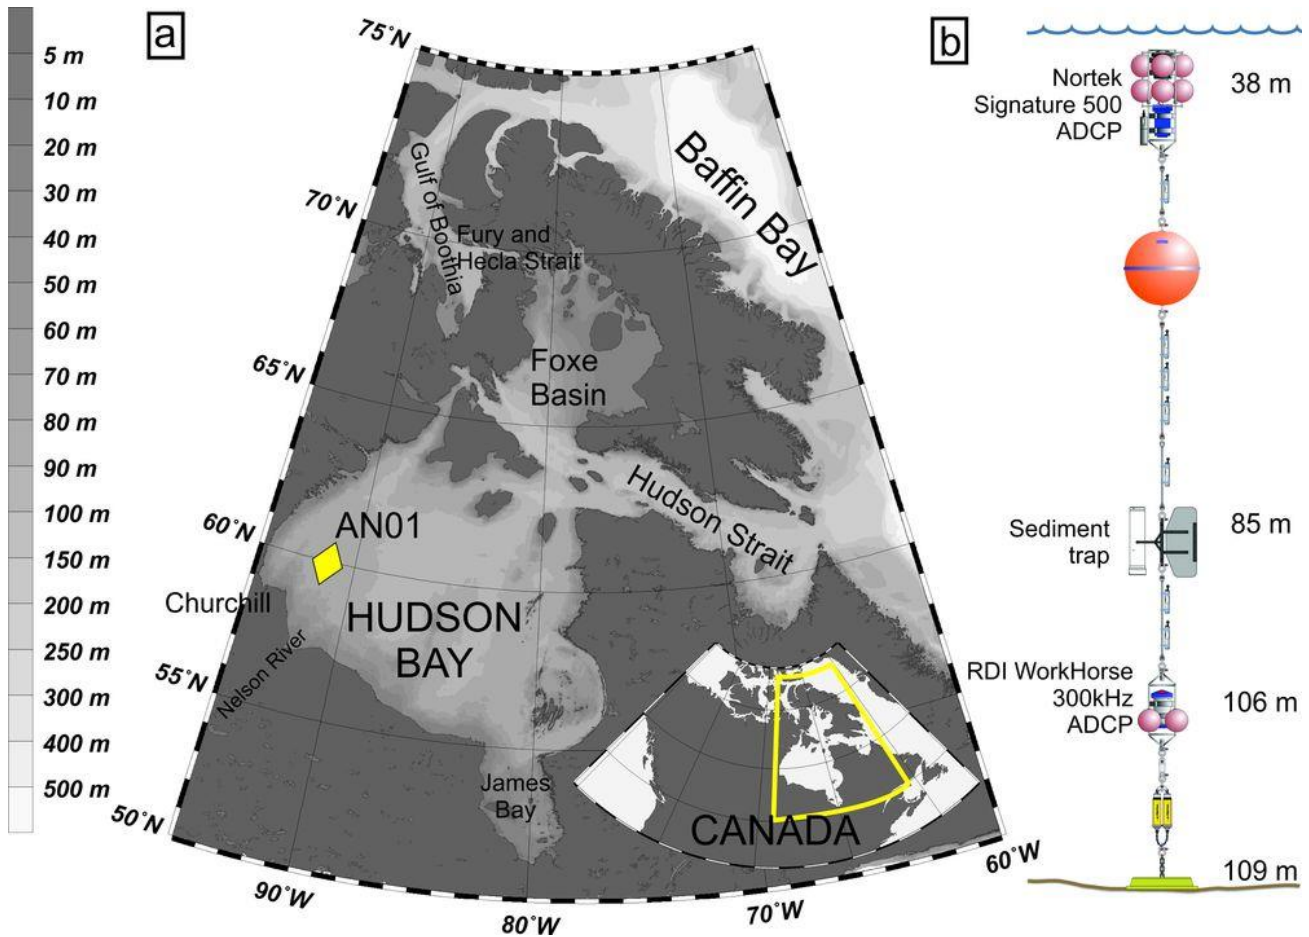 5 m
10 m
20 m
30 m
40 m
50 m
60 m
70 m
80 m
90 m
100 m
150 m
200 m
250 m
300 m
400 m
500 m
a
75°N
70°N
65°N
60°N
55°N
50°N
90°W
80°W
70°W
60°W
Baffin Bay
Gulf of Boothia
Fury and
Hecla Strait
Foxe
Basin
Hudson Strait
AN01
Churchill
HUDSON
BAY
Nelson River
James
Bay
CANADA
b
Nortek
Signature 500
ADCP
38 m
Sediment
trap
85 m
RDI WorkHorse
300kHz
ADCP
106 m
109 m